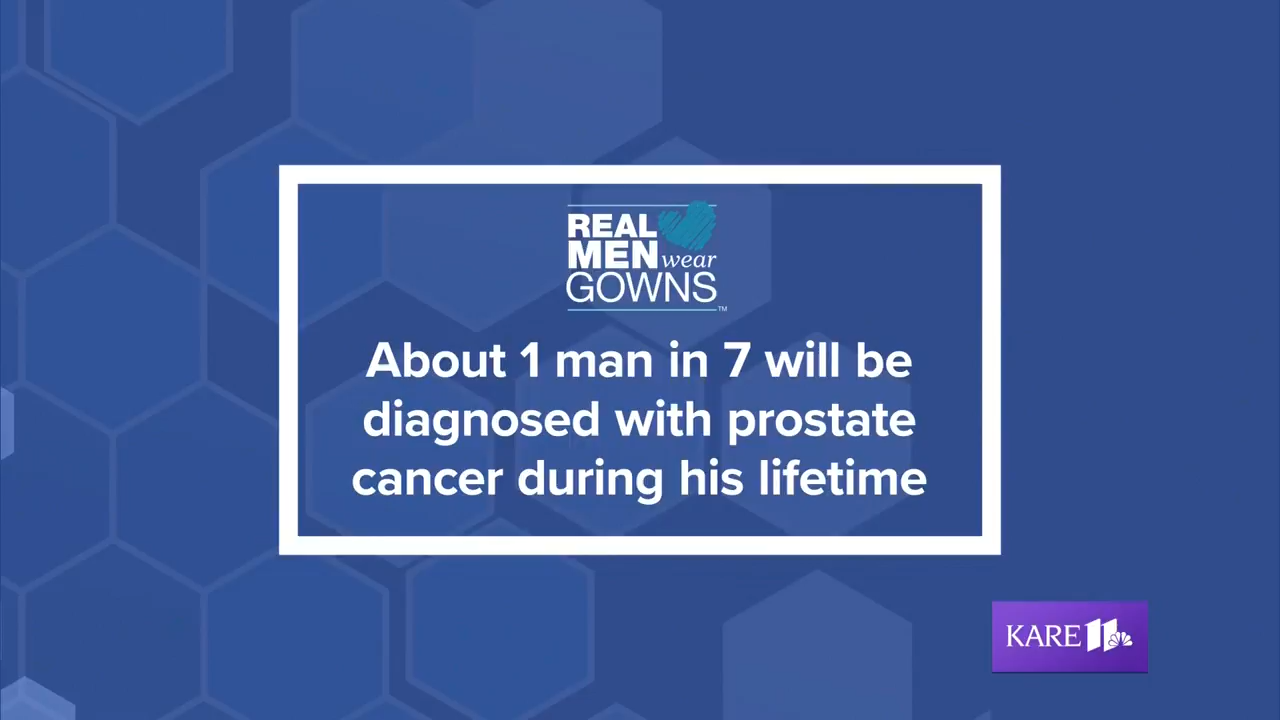 REAL
MEN wear
GOWNS™
About 1 man in 7 will be
diagnosed with prostate
cancer during his lifetime
KARE 11